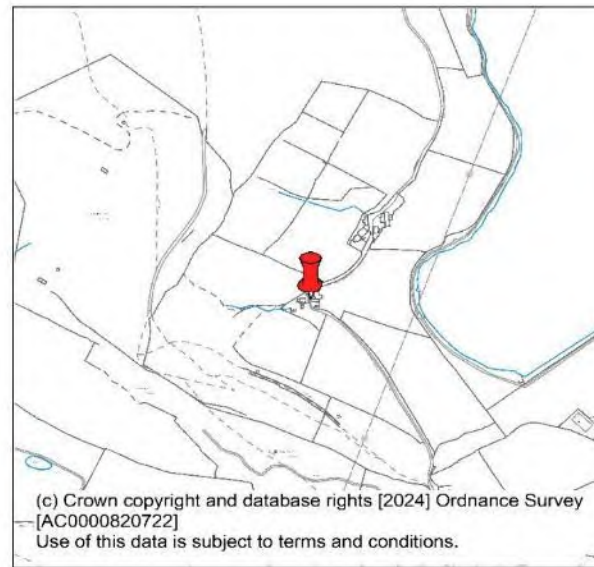 (c) Crown copyright and database rights [2024] Ordnance Survey
[AC0000820722]
Use of this data is subject to terms and conditions.